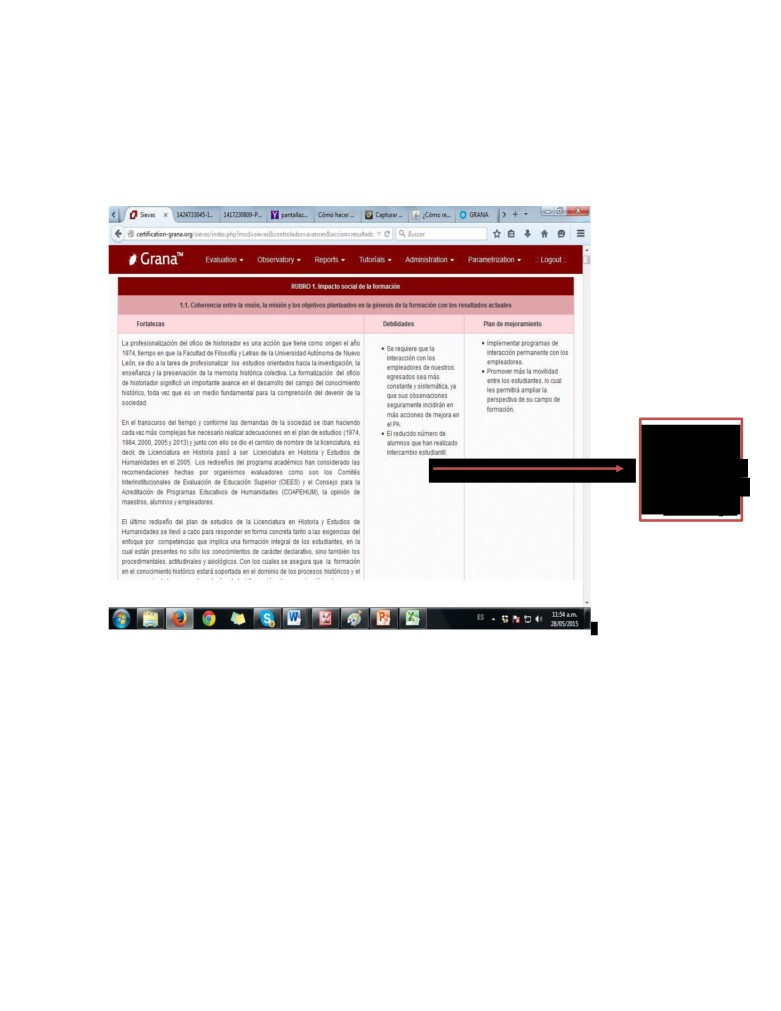 Sievas × 1424733045-L... 1417230809-P... pantallaz... Cómo hacer ... Capturar ... ¿Cómo re... GRANA
certification-grana.org/sievas/index.php?mod=sievas&controlador=avances&accion=resultadc Buscar
Grana™ Evaluation Observatory Reports Tutorials Administration Parametrization .:: Logout ::.
RUBRO 1. Impacto social de la formación
1.1. Coherencia entre la visión, la misión y los objetivos planteados en la génesis de la formación con los resultados actuales
Fortalezas
La profesionalización del oficio de historiador es una acción que tiene como origen el año
1974, tiempo en que la Facultad de Filosofía y Letras de la Universidad Autónoma de Nuevo
León, se dio a la tarea de profesionalizar los estudios orientados hacia la investigación, la
enseñanza y la preservación de la memoria histórica colectiva. La formalización del oficio
de historiador significó un importante avance en el desarrollo del campo del conocimiento
histórico, toda vez que es un medio fundamental para la comprensión del devenir de la
sociedad.
En el transcurso del tiempo y conforme las demandas de la sociedad se iban haciendo
cada vez más complejas fue necesario realizar adecuaciones en el plan de estudios (1974,
1984, 2000. 2005 y 2013) y junto con ello se dio el cambio de nombre de la licenciatura, es
decir, de Licenciatura en Historia pasó a ser Licenciatura en Historia y Estudios de
Humanidades en el 2005. Los rediseños del programa académico han considerado las
recomendaciones hechas por organismos evaluadores como son los Comités
Interinstitucionales de Evaluación de Educación Superior (CIEES) y el Consejo para la
Acreditación de Programas Educativos de Humanidades (COAPEHUM), la opinión de
maestros, alumnos y empleadores.
El último rediseño del plan de estudios de la Licenciatura en Historia y Estudios de
Humanidades se llevó a cabo para responder en forma concreta tanto a las exigencias del
enfoque por competencias que implica una formación integral de los estudiantes, en la
cual están presentes no sólo los conocimientos de carácter declarativo, sino también los
procedimentales, actitudinales y axiológicos. Con los cuales se asegura que la formación
en el conocimiento histórico estará soportada en el dominio de los procesos históricos y el
Debilidades
Se requiere que la
interacción con los
empleadores de nuestros
egresados sea más
constante y sistemática, ya
que sus observaciones
seguramente incidirán en
más acciones de mejora en
el PA.
El reducido número de
alumnos que han realizado
intercambio estudiantil
Plan de mejoramiento
Implementar programas de
interacción permanente con los
empleadores.
Promover más la movilidad
entre los estudiantes, lo cual
les permitirá ampliar la
perspectiva de su campo de
formación.
ES 11:54 a.m.
28/05/2015